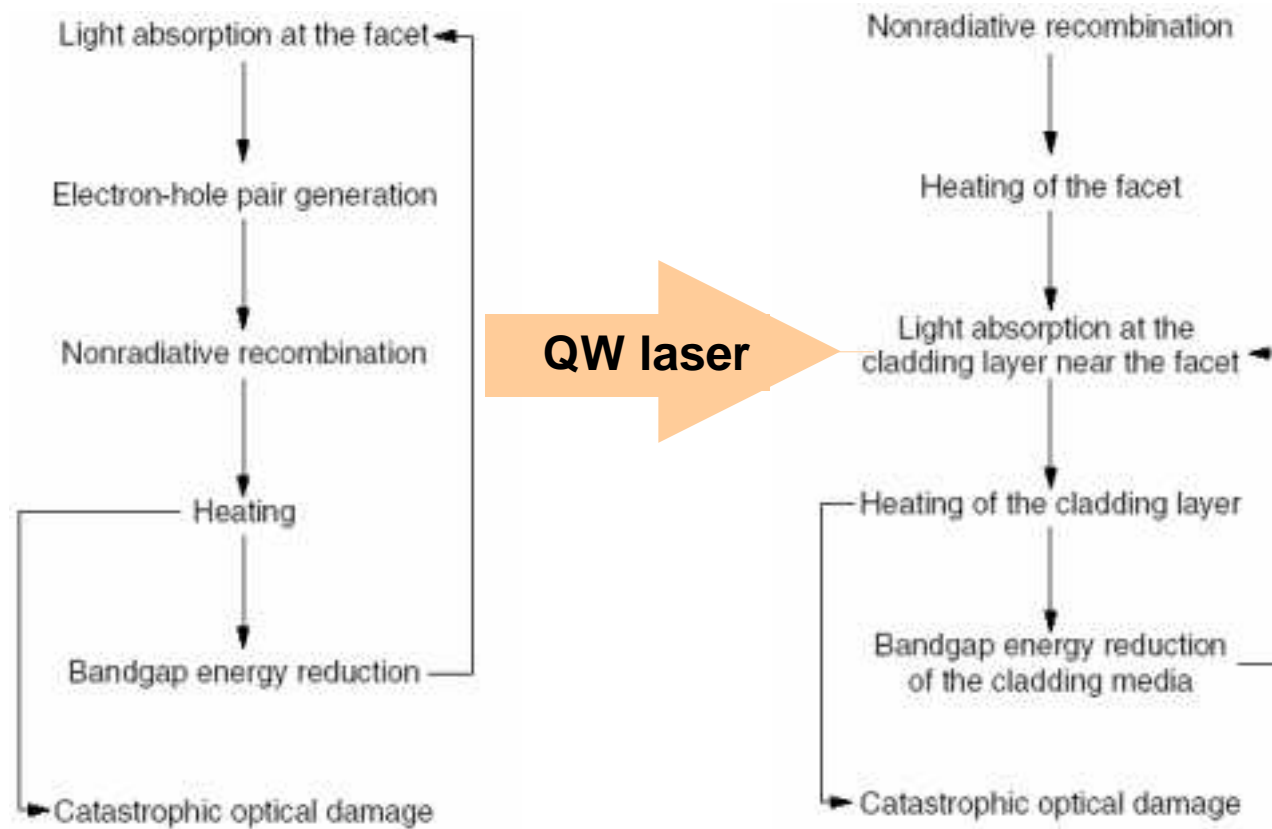 Light absorption at the facet
Electron-hole pair generation
Nonradiative recombination
Heating
Bandgap energy reduction
Catastrophic optical damage
QW laser
Nonradiative recombination
Heating of the facet
Light absorption at the
cladding layer near the facet
Heating of the cladding layer
Bandgap energy reduction
of the cladding media
Catastrophic optical damage